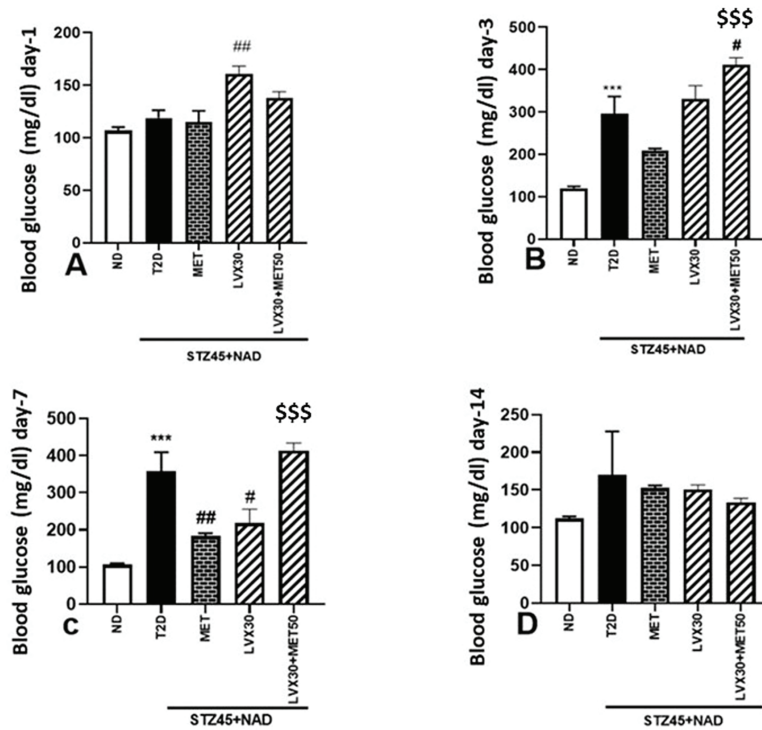 Blood glucose (mg/dl) day-1
200
150
100
50
0
##
A
ND
T2D
MET
LVX30
LVX30+MET50
STZ45+NAD
Blood glucose (mg/dl) day-3
500
400
300
200
100
0
***
#
$$$
B
ND
T2D
MET
LVX30
LVX30+MET50
STZ45+NAD
Blood glucose (mg/dl) day-7
500
400
300
200
100
0
***
##
#
$$$
c
ND
T2D
MET
LVX30
LVX30+MET50
STZ45+NAD
Blood glucose (mg/dl) day-14
250
200
150
100
50
0
D
ND
T2D
MET
LVX30
LVX30+MET50
STZ45+NAD